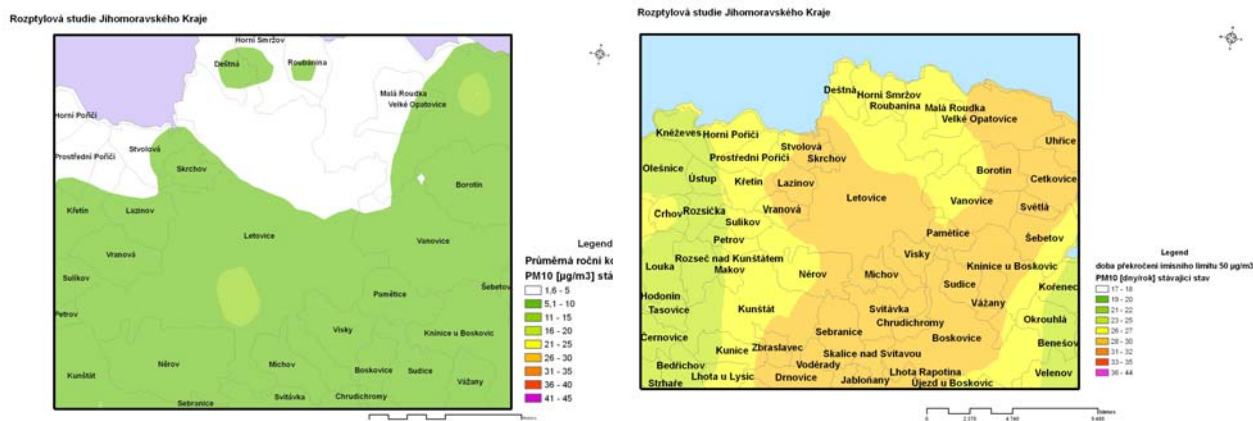 Rozptylová studie Jihomoravského Kraje
Horní Smržov
Deštná
Roubanina
Malá Roudka
Velké Opatovice
Horní Poříčí
Prostřední Poříčí
Stvolová
Skrchov
Borotín
Křetín
Lazinov
Letovice
Vanovice
Vranová
Sulíkov
Pamětice
Šebetov
Petrov
Visky
Knínice u Boskovic
Nérov
Michov
Boskovice
Sudice
Kunštát
Vážany
Sebranice
Svitávka
Chrudichromy
Legend
Průměrná roční ko
PM10 [µg/m3] stá
1,6 - 5
5,1 - 10
11 - 15
16 - 20
21 - 25
26 - 30
31 - 35
36 - 40
41 - 45
Rozptylová studie Jihomoravského Kraje
Deštná
Horní Smržov
Roubanina
Malá Roudka
Velké Opatovice
Kněževes
Horní Poříčí
Stvolová
Uhřice
Prostřední Poříčí
Skrchov
Olešnice
Ústup
Křetín
Lazinov
Borotín
Cetkovice
Letovice
Crhov
Rozsíčka
Vranová
Vanovice
Světlá
Sulíkov
Petrov
Pamětice
Šebetov
Louka
Rozseč nad Kunštátem
Makov
Visky
Knínice u Boskovic
Nérov
Michov
Sudice
Kořenec
Hodonín
Tasovice
Kunštát
Svitávka
Vážany
Okrouhlá
Černovice
Sebranice
Chrudichromy
Boskovice
Benešov
Kunice
Zbraslavec
Skalice nad Svitavou
Bedřichov
Voděrady
Lhota Rapotina
Velenov
Strhaře
Lhota u Lysic
Drnovice
Jabloňany
Újezd u Boskovic
Legend
doba překročení imisního limitu 50 µg/m3
PM10 [dny/rok] stávající stav
17 - 18
19 - 20
21 - 22
23 - 25
26 - 27
28 - 30
31 - 32
33 - 35
36 - 44